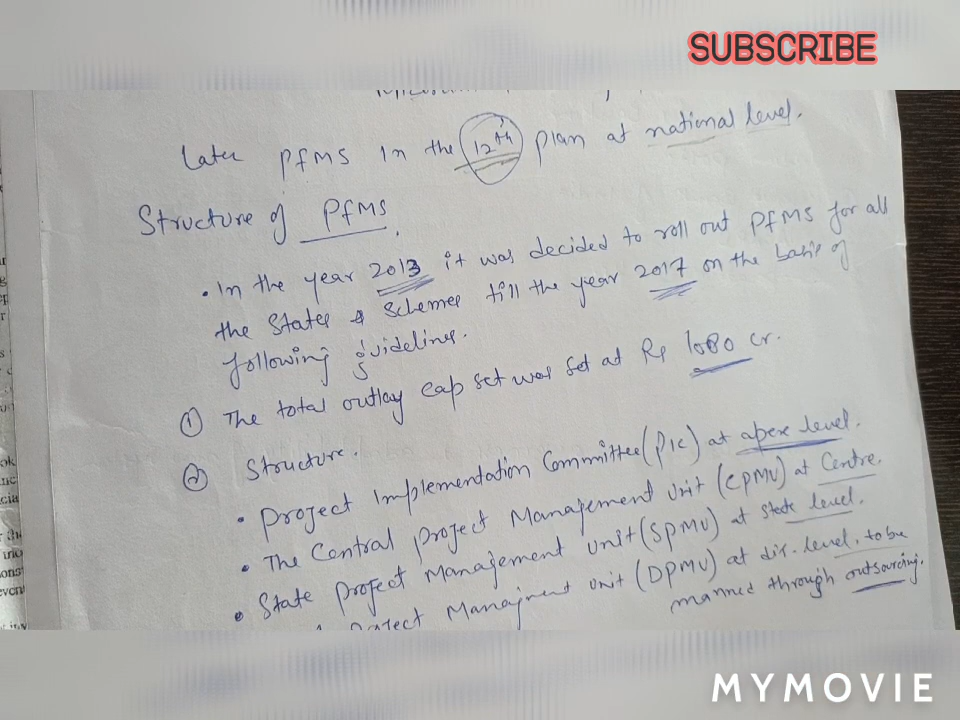 SUBSCRIBE
Later PFMS in the 12th plan at national level.
Structure of PFMS.
• In the year 2013 it was decided to roll out PFMS for all
the States & Schemes till the year 2017 on the basis of
following guidelines.
① The total outlay cap set was set at Rs 1080 cr.
② Structure.
• Project Implementation Committee (PIC) at apex level.
• The Central Project Management Unit (CPMU) at Centre.
• State Project Management Unit (SPMU) at state level.
Project Managment Unit (DPMU) at dis. level, to be
manned through outsourcing.
MYMOVIE